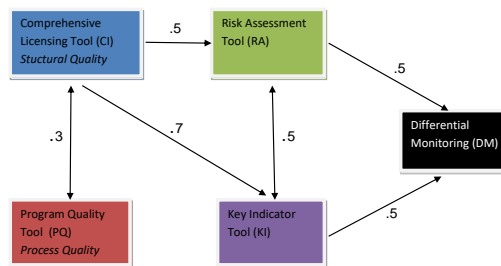 Comprehensive
Licensing Tool (CI)
Stuctural Quality
.5
Risk Assessment
Tool (RA)
.5
.3
.7
.5
Differential
Monitoring (DM)
Program Quality
Tool (PQ)
Process Quality
Key Indicator
Tool (KI)
.5